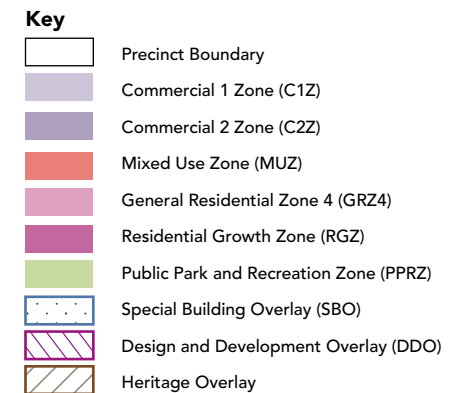 Key
Precinct Boundary
Commercial 1 Zone (C1Z)
Commercial 2 Zone (C2Z)
Mixed Use Zone (MUZ)
General Residential Zone 4 (GRZ4)
Residential Growth Zone (RGZ)
Public Park and Recreation Zone (PPRZ)
Special Building Overlay (SBO)
Design and Development Overlay (DDO)
Heritage Overlay